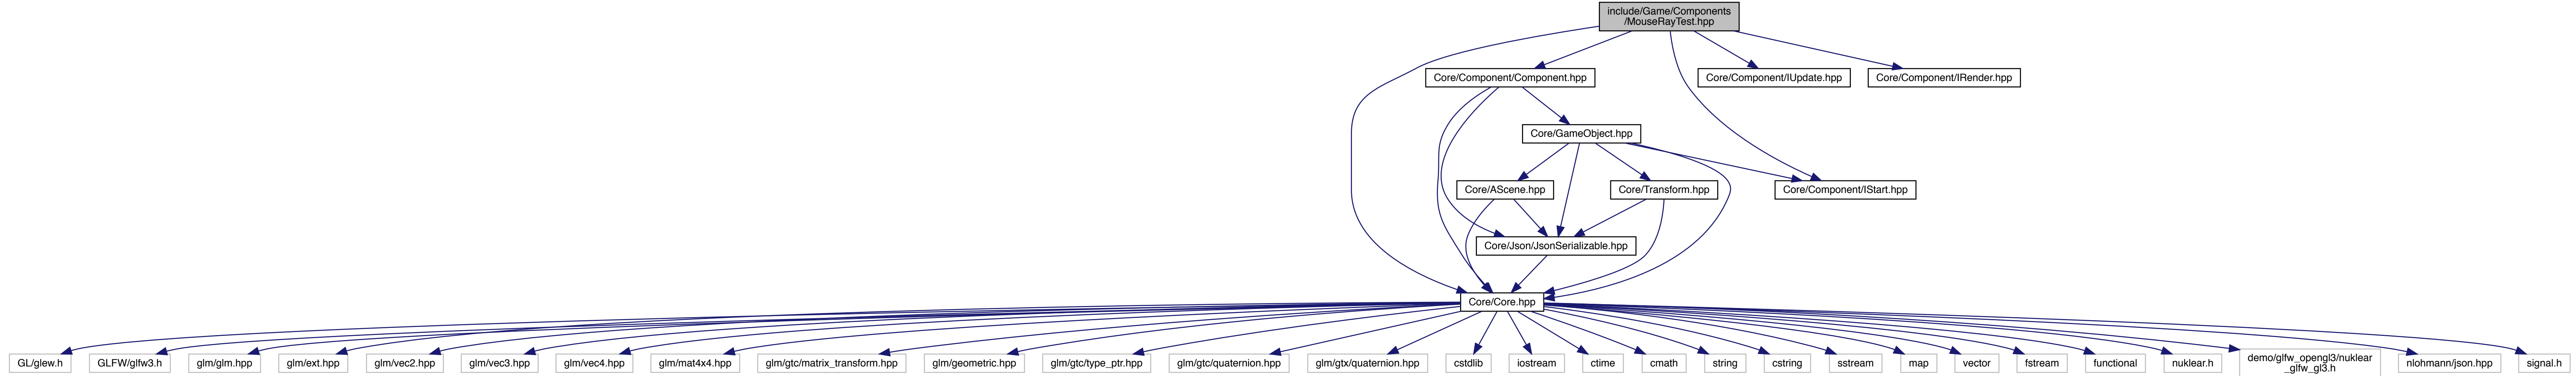 include/Game/Components
/MouseRayTest.hpp
Core/Component/Component.hpp
Core/Component/IUpdate.hpp
Core/Component/IRender.hpp
Core/GameObject.hpp
Core/AScene.hpp
Core/Transform.hpp
Core/Component/IStart.hpp
Core/Json/JsonSerializable.hpp
Core/Core.hpp
GL/glew.h
GLFW/glfw3.h
glm/glm.hpp
glm/ext.hpp
glm/vec2.hpp
glm/vec3.hpp
glm/vec4.hpp
glm/mat4x4.hpp
glm/gtc/matrix_transform.hpp
glm/geometric.hpp
glm/gtc/type_ptr.hpp
glm/gtc/quaternion.hpp
glm/gtx/quaternion.hpp
cstdlib
iostream
ctime
cmath
string
cstring
sstream
map
vector
fstream
functional
nuklear.h
demo/glfw_opengl3/nuklear
_glfw_gl3.h
nlohmann/json.hpp
signal.h